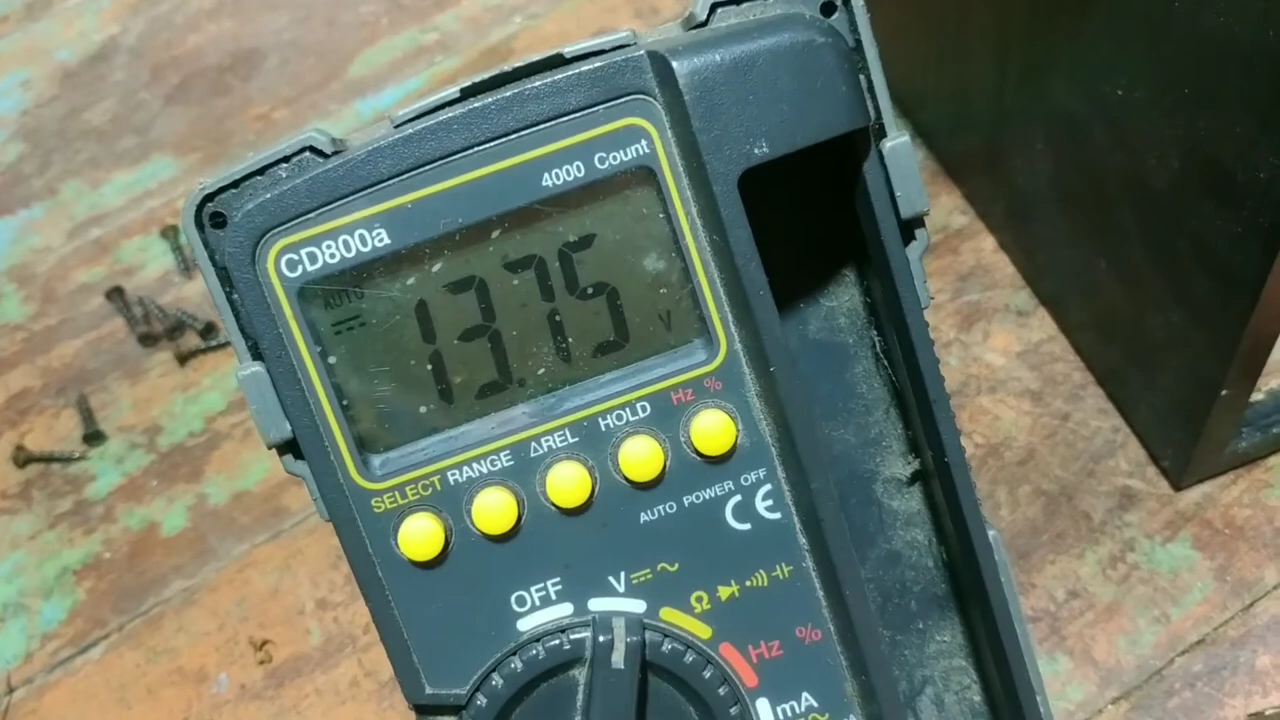 4000 Count
CD800a
AUTO
13.75 V
SELECT RANGE ΔREL HOLD Hz %
AUTO POWER OFF
CE
OFF V Ω
Hz %
mA